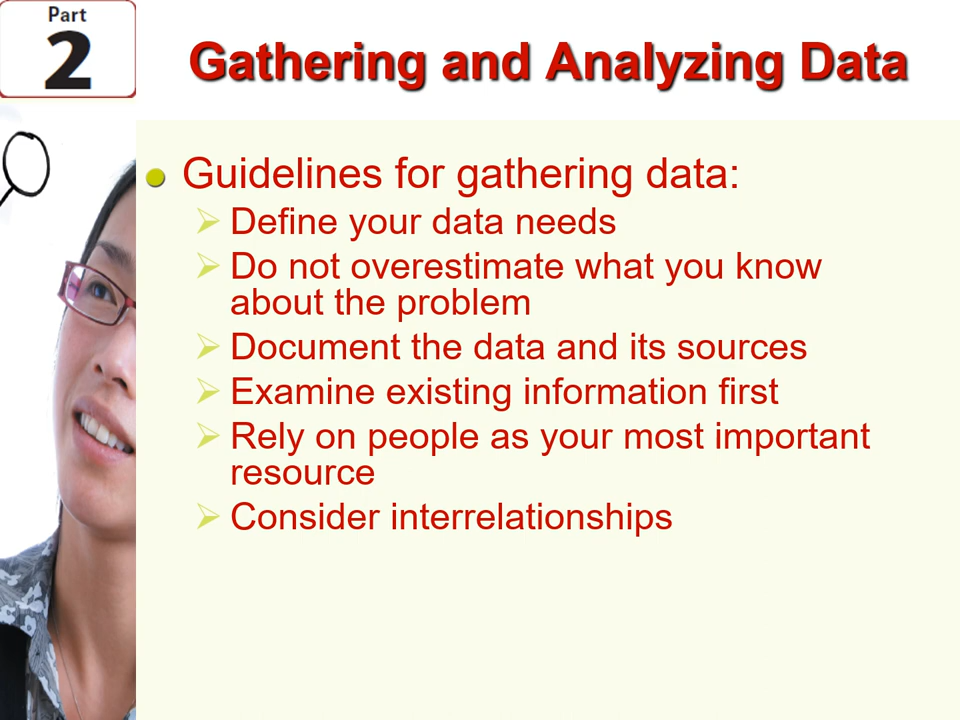 Part
2
Gathering and Analyzing Data
Guidelines for gathering data:
Define your data needs
Do not overestimate what you know
about the problem
Document the data and its sources
Examine existing information first
Rely on people as your most important
resource
Consider interrelationships